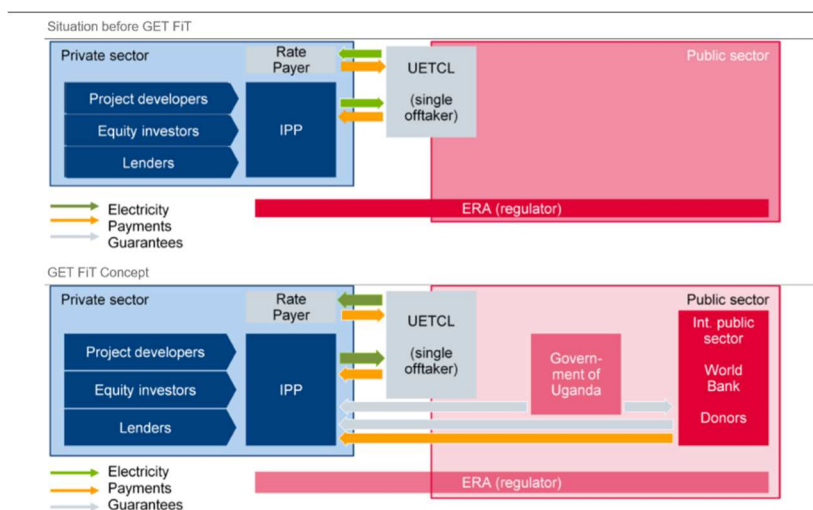 Situation before GET FiT
Private sector
Rate
Payer
UETCL
(single
offtaker)
Public sector
Project developers
Equity investors
Lenders
IPP
ERA (regulator)
Electricity
Payments
Guarantees
GET FiT Concept
Private sector
Rate
Payer
UETCL
(single
offtaker)
Public sector
Int. public
sector
World
Bank
Donors
Govern-
ment of
Uganda
Project developers
Equity investors
Lenders
IPP
ERA (regulator)
Electricity
Payments
Guarantees